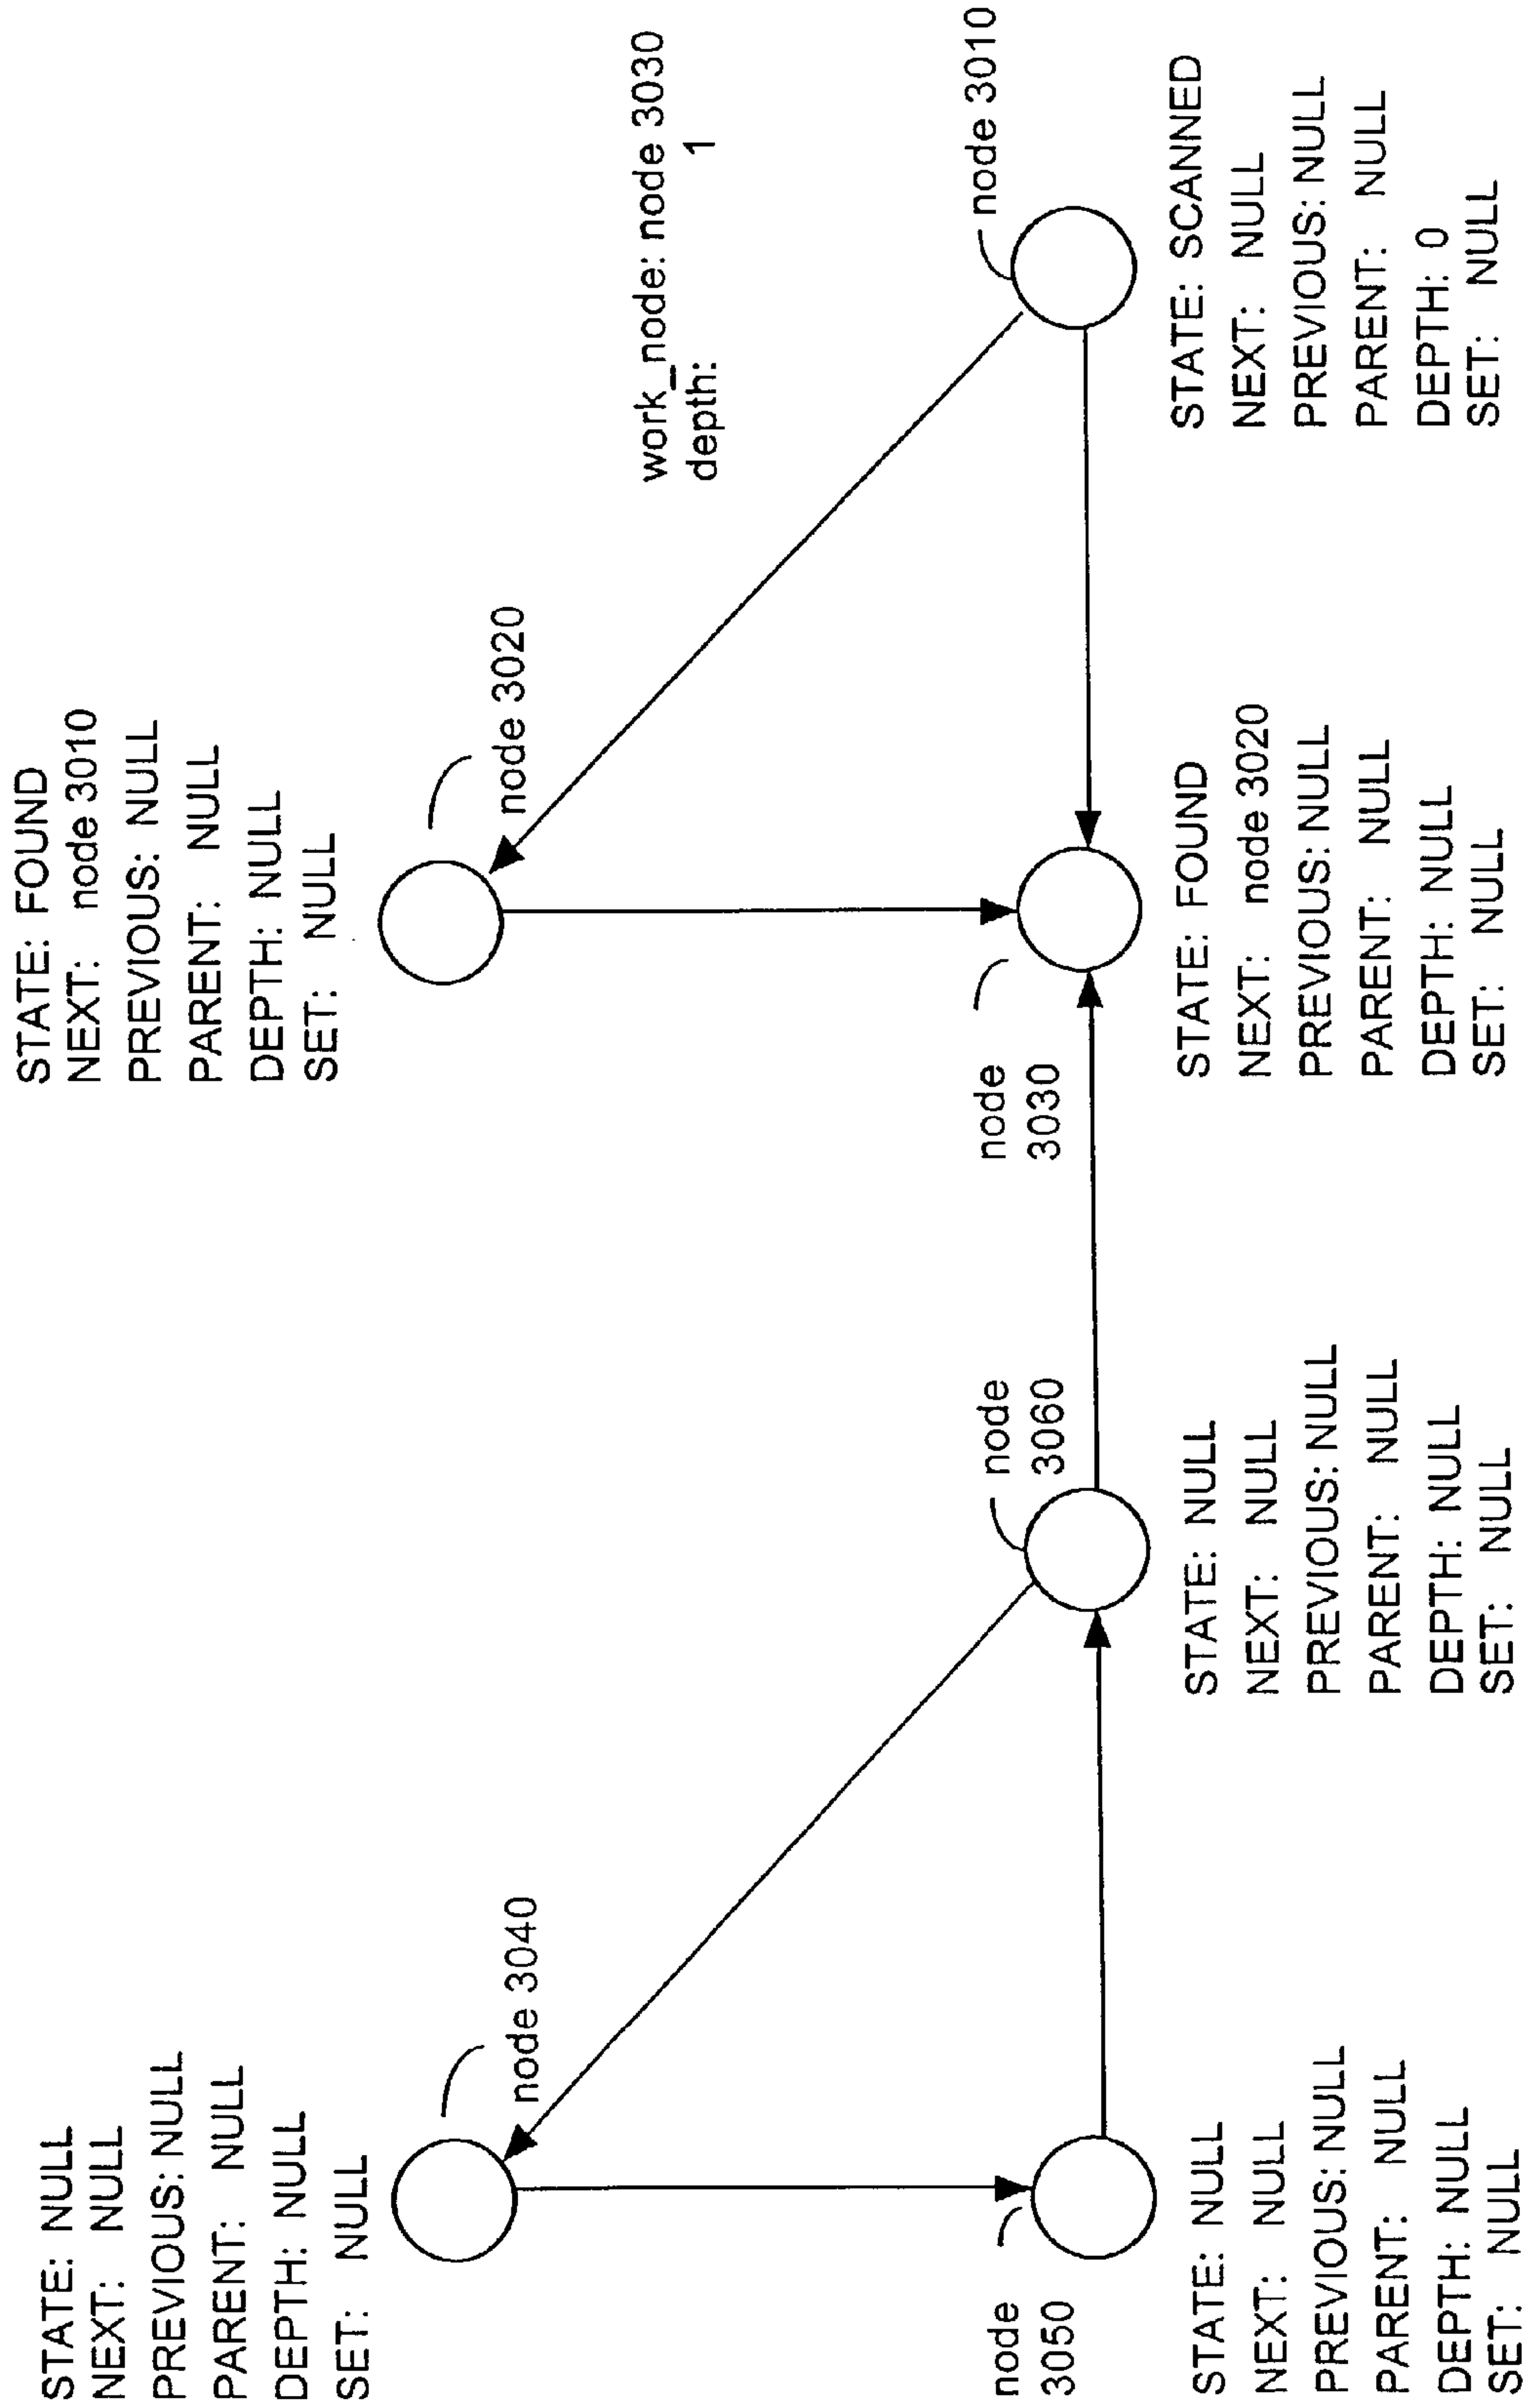 STATE: NULL
NEXT: NULL
PREVIOUS: NULL
PARENT: NULL
DEPTH: NULL
SET: NULL
node 3040
STATE: FOUND
NEXT: node 3010
PREVIOUS: NULL
PARENT: NULL
DEPTH: NULL
SET: NULL
node 3020
work_node: node 3030
depth: 1
node
3050
STATE: NULL
NEXT: NULL
PREVIOUS: NULL
PARENT: NULL
DEPTH: NULL
SET: NULL
node
3060
STATE: NULL
NEXT: NULL
PREVIOUS: NULL
PARENT: NULL
DEPTH: NULL
SET: NULL
node
3030
STATE: FOUND
NEXT: node 3020
PREVIOUS: NULL
PARENT: NULL
DEPTH: NULL
SET: NULL
node 3010
STATE: SCANNED
NEXT: NULL
PREVIOUS: NULL
PARENT: NULL
DEPTH: 0
SET: NULL